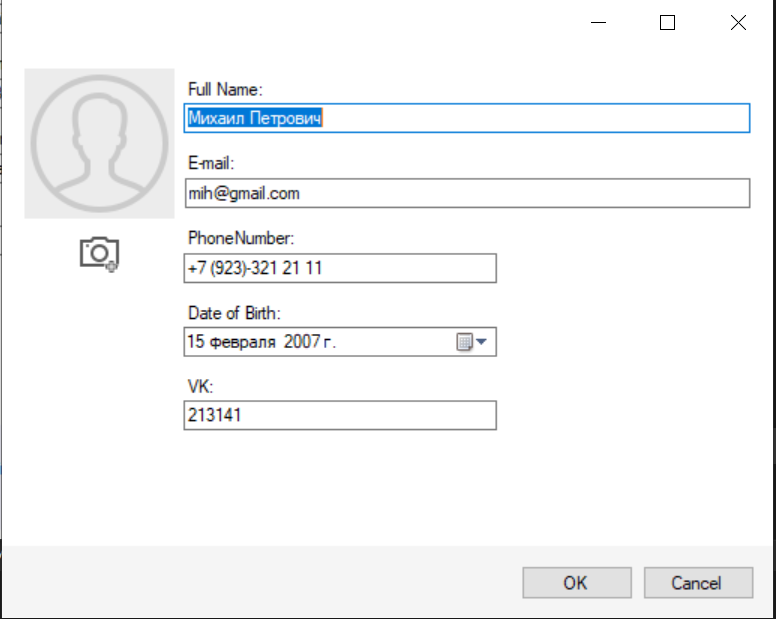 Full Name:
Михаил Петрович
E-mail:
mih@gmail.com
PhoneNumber:
+7 (923)-321 21 11
Date of Birth:
15 февраля 2007 г.
VK:
213141
OK Cancel